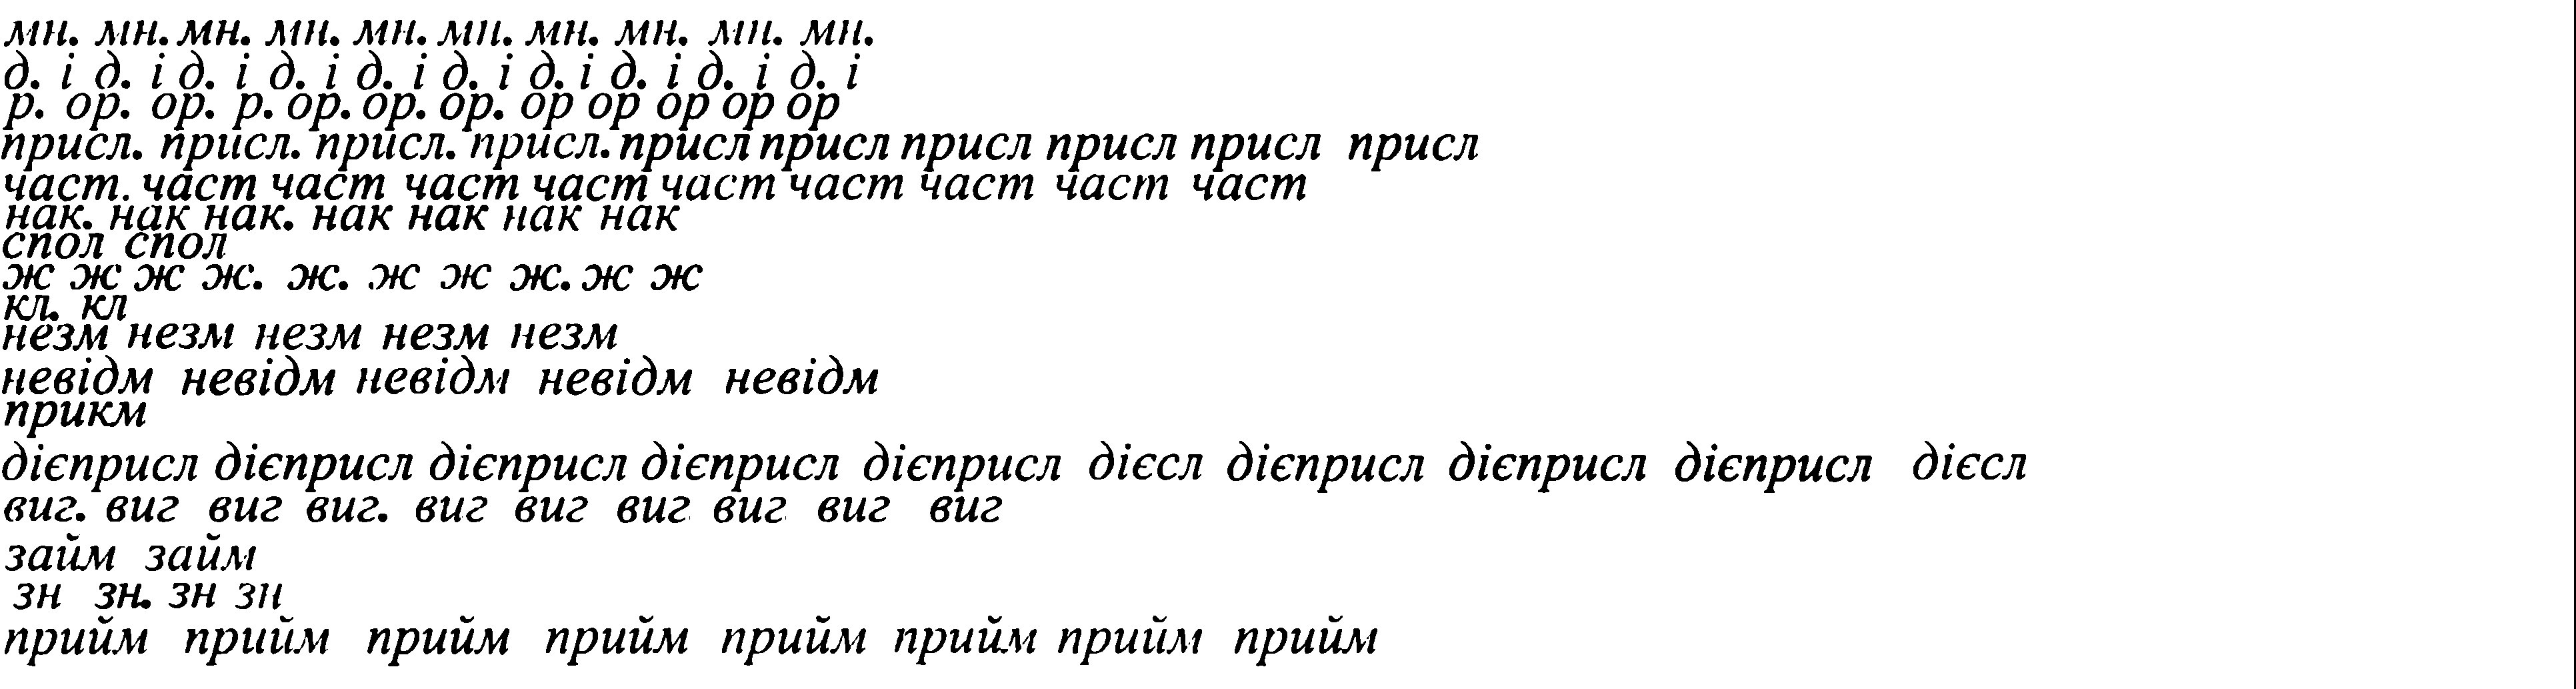 мн. мн. мн. мн. мн. мн. мн. мн. мн. мн.
д. і д. і д. і д. і д. і д. і д. і д. і д. і д. і
р. ор. ор. р. ор. ор. ор. ор ор ор ор ор
присл. присл. присл. присл. присл присл присл присл присл присл
част. част част част част част част част част част
нак. нак нак. нак нак нак нак
спол спол
ж ж ж ж. ж. ж ж ж. ж ж
кл. кл
незм незм незм незм незм
невідм невідм невідм невідм невідм
прикм
дієприсл дієприсл дієприсл дієприсл дієприсл дієсл дієприсл дієприсл дієприсл дієсл
виг. виг виг виг. виг виг виг виг виг виг
займ займ
зн зн. зн зн
прийм прийм прийм прийм прийм прийм прийм прийм